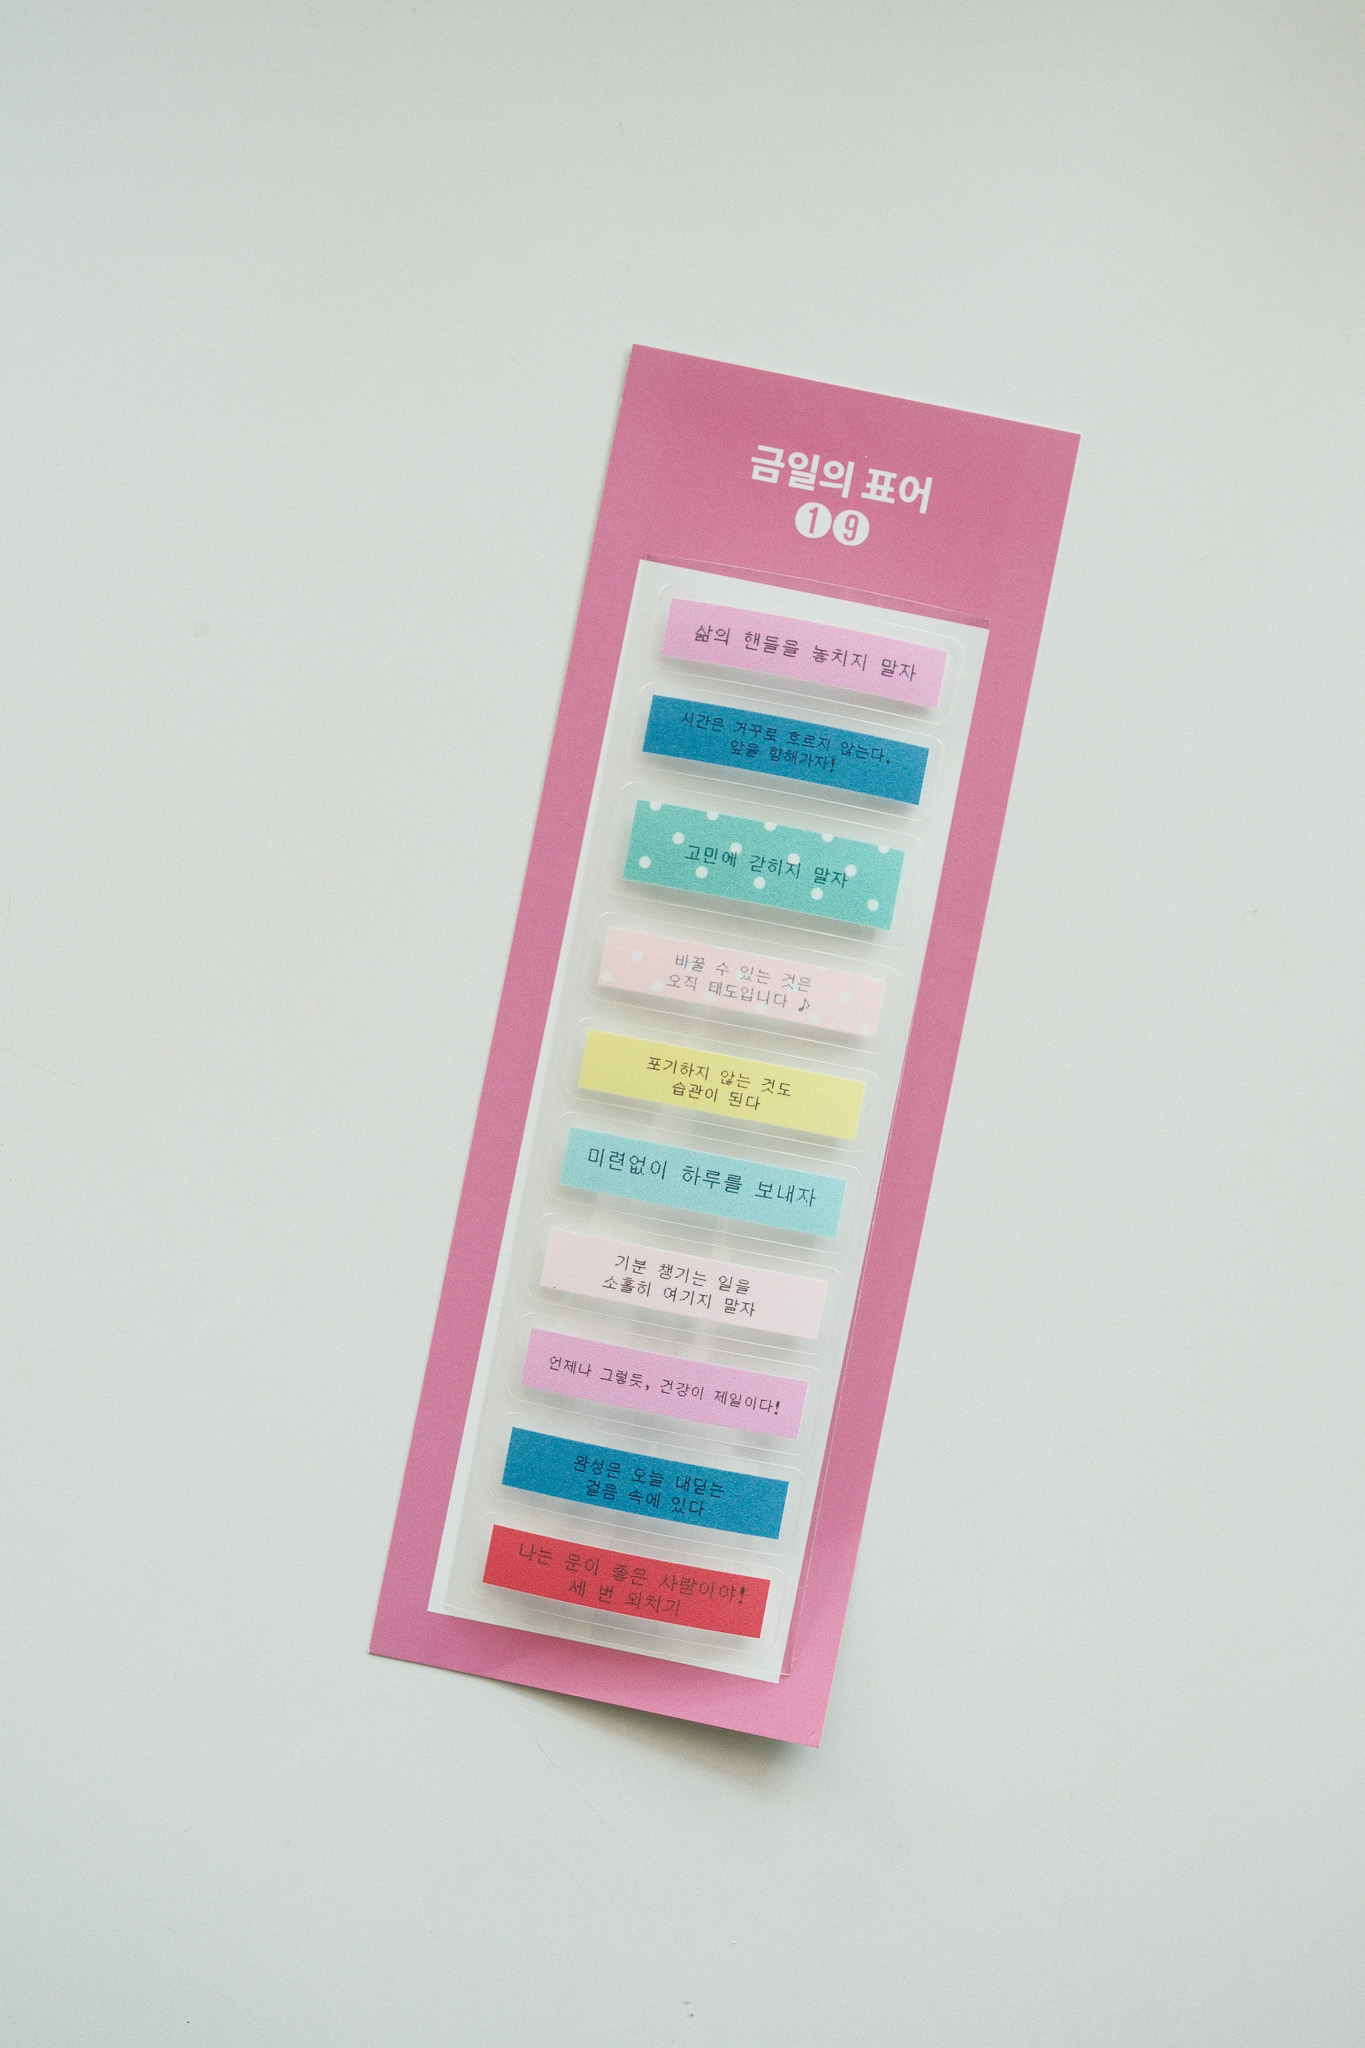 금일의 표어
19
삶의 핸들을 놓치지 말자
시간은 거꾸로 흐르지 않는다.
앞을 향해가자!
고민에 갇히지 말자
바꿀 수 있는 것은
오직 태도입니다 ♪
포기하지 않는 것도
습관이 된다
미련없이 하루를 보내자
기분 챙기는 일을
소홀히 여기지 말자
언제나 그렇듯, 건강이 제일이다!
완성은 오늘 내딛는
걸음 속에 있다
나는 운이 좋은 사람이야!
세 번 외치기